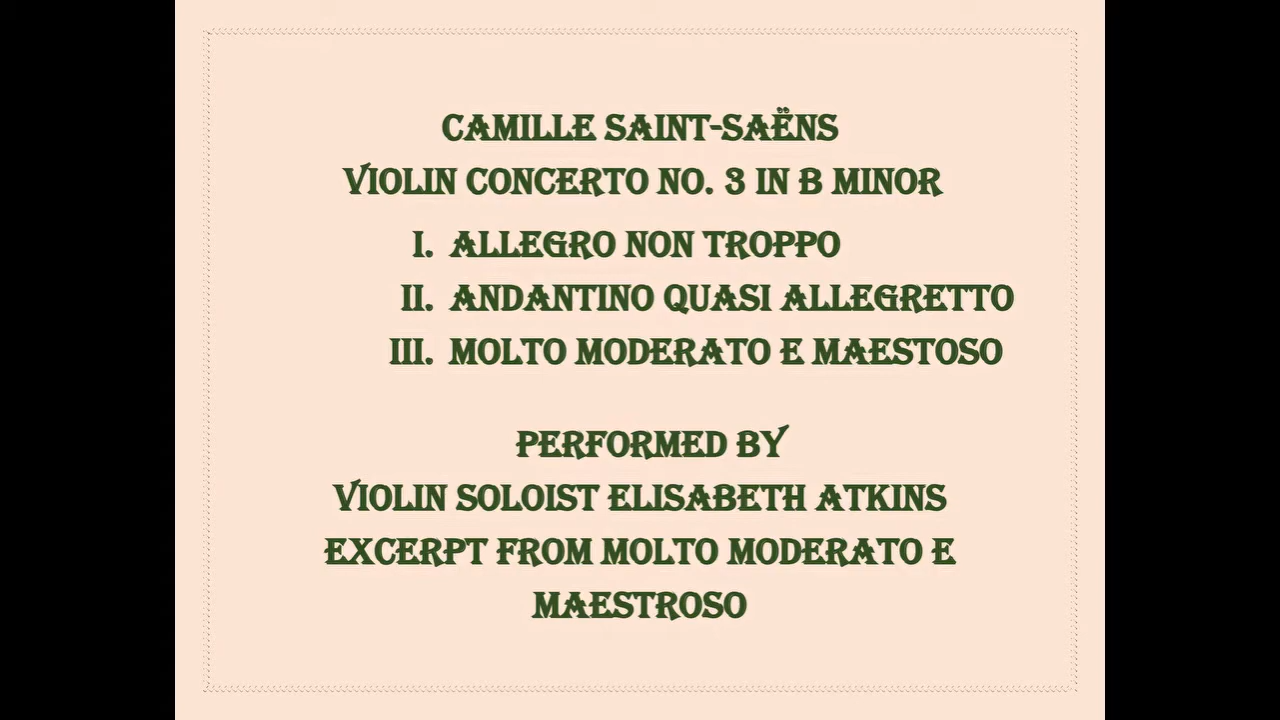 CAMILLE SAINT-SAËNS
VIOLIN CONCERTO NO. 3 IN B MINOR
I. ALLEGRO NON TROPPO
II. ANDANTINO QUASI ALLEGRETTO
III. MOLTO MODERATO E MAESTOSO
PERFORMED BY
VIOLIN SOLOIST ELISABETH ATKINS
EXCERPT FROM MOLTO MODERATO E
MAESTROSO